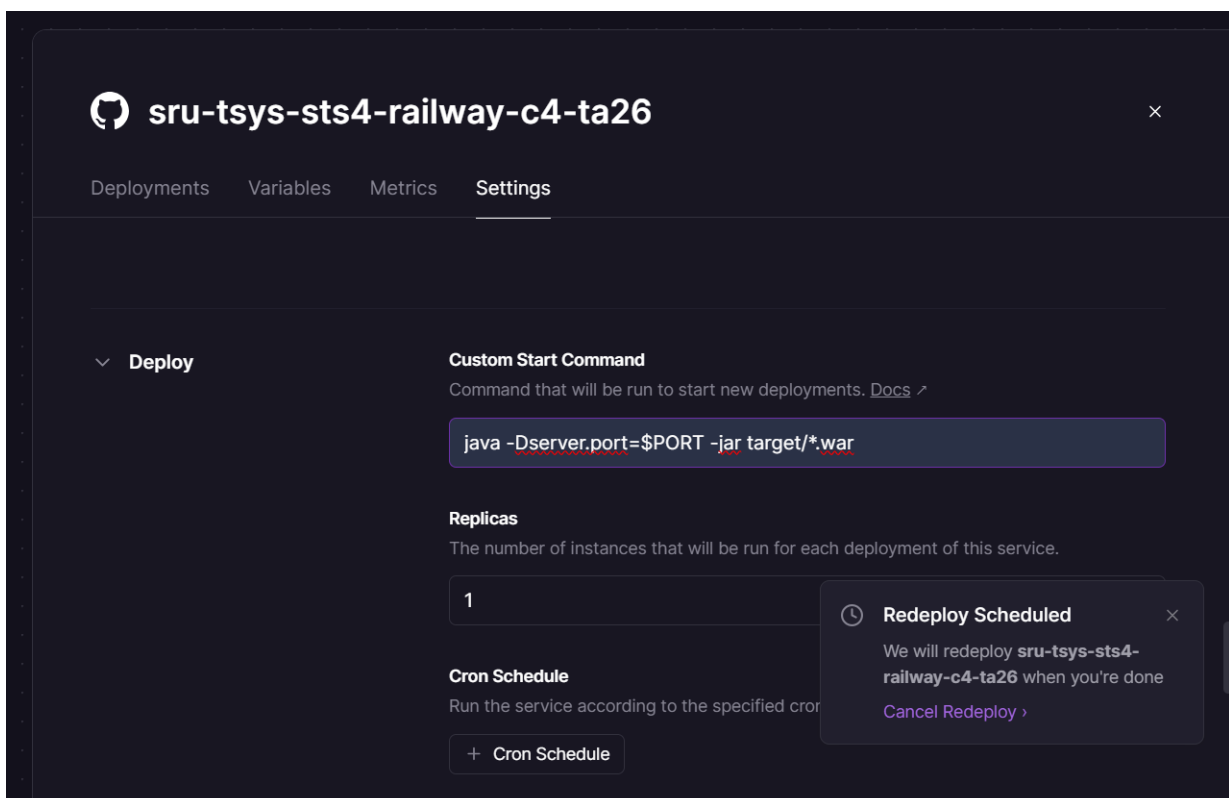 sru-tsys-sts4-railway-c4-ta26
Deployments Variables Metrics Settings
Deploy
Custom Start Command
Command that will be run to start new deployments. Docs ↗
java -Dserver.port=$PORT -jar target/*.war
Replicas
The number of instances that will be run for each deployment of this service.
1
Cron Schedule
Run the service according to the specified cron
+ Cron Schedule
Redeploy Scheduled
We will redeploy sru-tsys-sts4-
railway-c4-ta26 when you're done
Cancel Redeploy ›